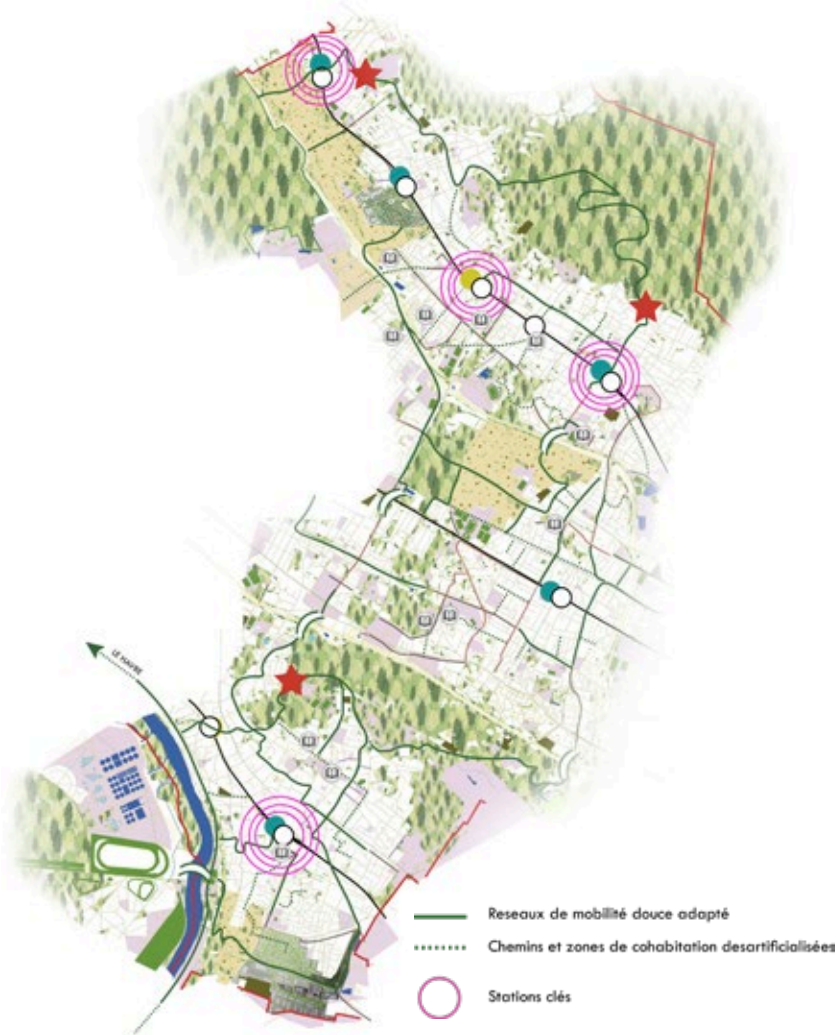 LE HAVRE
Reseaux de mobilité douce adapté
Chemins et zones de cohabitation desartificialisées
Stations clés